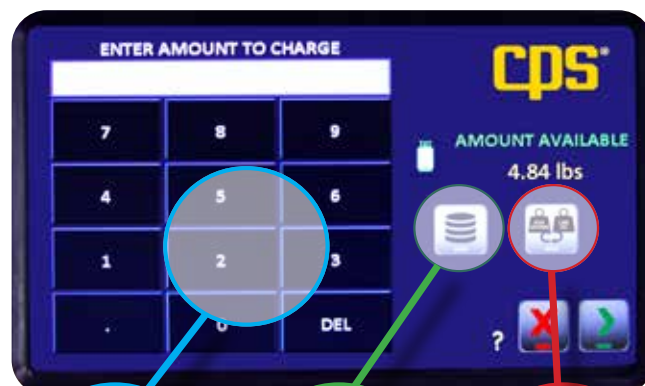 ENTER AMOUNT TO CHARGE
cps®
7 8 9
AMOUNT AVAILABLE
4.84 lbs
4 5 6
1 2 3
. 0 DEL
?